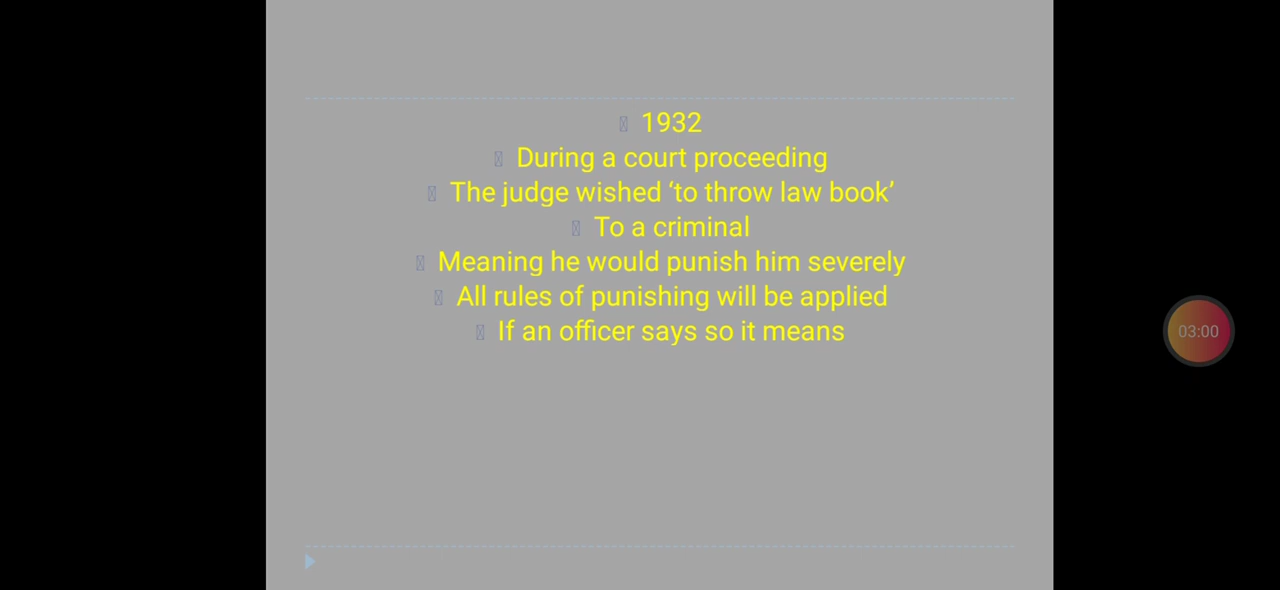 1932
During a court proceeding
The judge wished ‘to throw law book’
To a criminal
Meaning he would punish him severely
All rules of punishing will be applied
If an officer says so it means
03:00